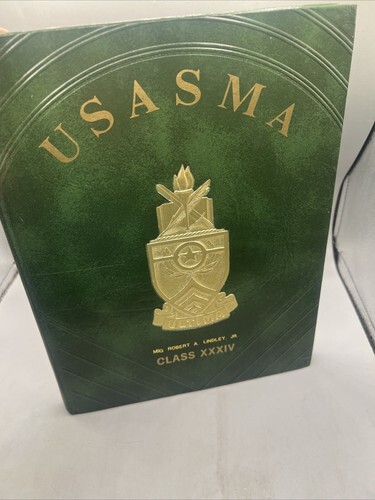 USASMA
MSG ROBERT A. LINDLEY, JR.
CLASS XXXIV